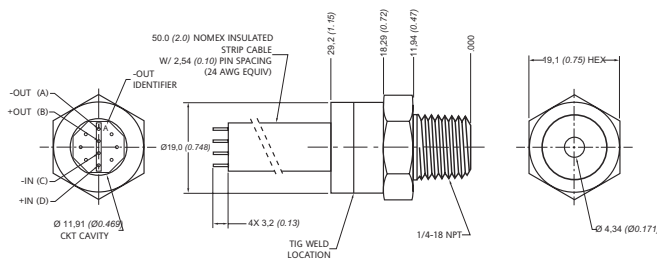 50.0 (2.0) NOMEX INSULATED
STRIP CABLE
W/ 2,54 (0.10) PIN SPACING
(24 AWG EQUIV)
29,2 (1.15)
18,29 (0.72)
11,94 (0.47)
.000
19,1 (0.75) HEX
-OUT (A)
+OUT (B)
-OUT
IDENTIFIER
A
Ø19,0 (0.748)
-IN (C)
+IN (D)
Ø 11,91 (Ø0.469)
CKT CAVITY
4X 3,2 (0.13)
TIG WELD
LOCATION
1/4-18 NPT
Ø 4,34 (Ø0.171)